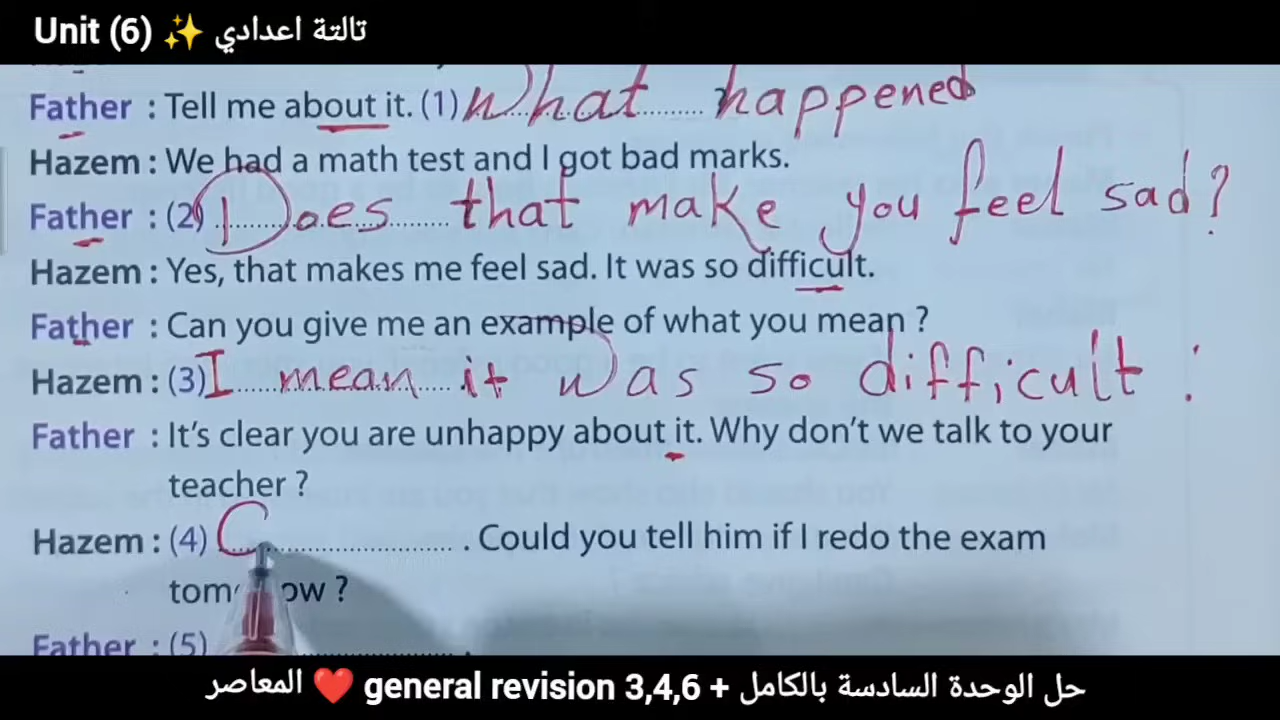 Unit (6) ✨ تالتة اعدادي
Father : Tell me about it. (1) What happened
Hazem : We had a math test and I got bad marks.
Father : (2) Does that make you feel sad?
Hazem : Yes, that makes me feel sad. It was so difficult.
Father : Can you give me an example of what you mean ?
Hazem : (3) I mean it was so difficult .
Father : It's clear you are unhappy about it. Why don't we talk to your
teacher ?
Hazem : (4) .................... . Could you tell him if I redo the exam
tomorrow ?
Father : (5) .................... .
حل الوحدة السادسة بالكامل + general revision 3,4,6 ❤️ المعاصر